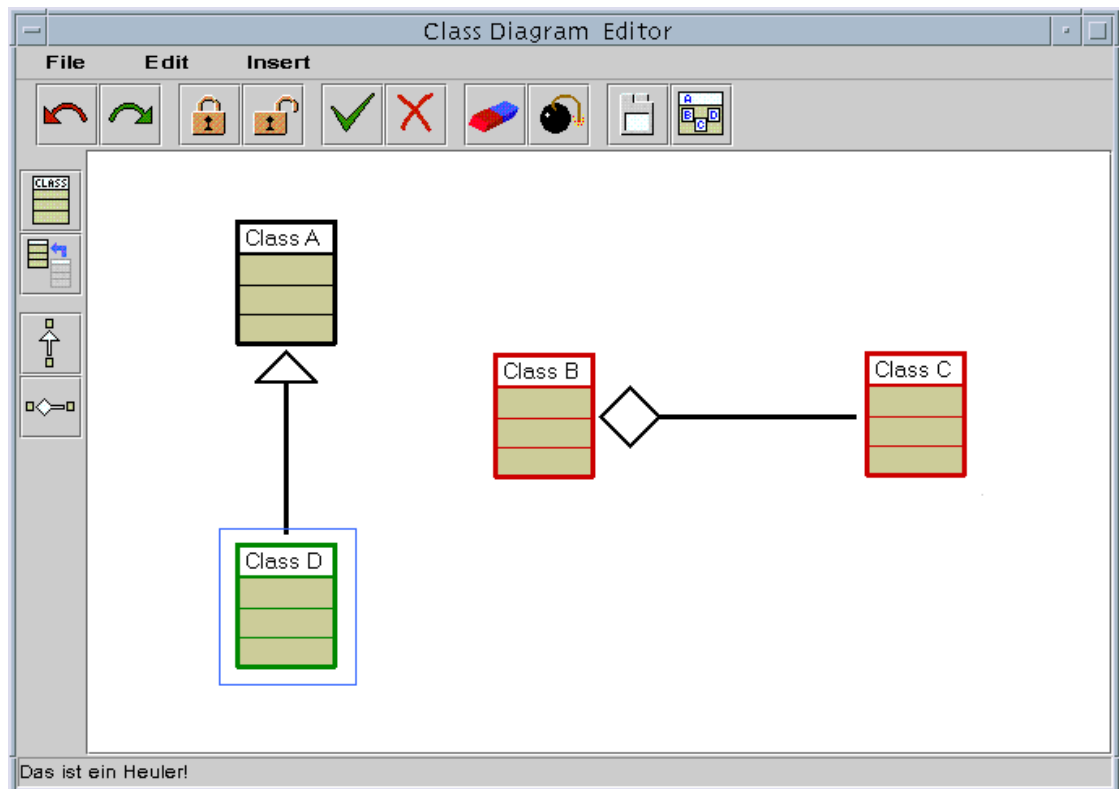 Class Diagram Editor
File Edit Insert
A
B D
C
CLASS
Class A
Class B
Class C
Class D
Das ist ein Heuler!